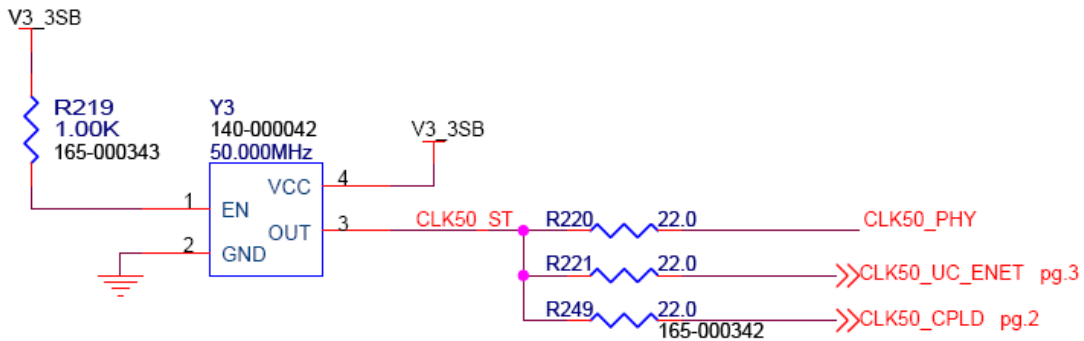 V3_3SB
R219
1.00K
165-000343
Y3
140-000042
50.000MHz
V3_3SB
VCC 4
1 EN
OUT 3
2 GND
CLK50_ST
R220 22.0 CLK50_PHY
R221 22.0 CLK50_UC_ENET pg.3
R249 22.0 CLK50_CPLD pg.2
165-000342